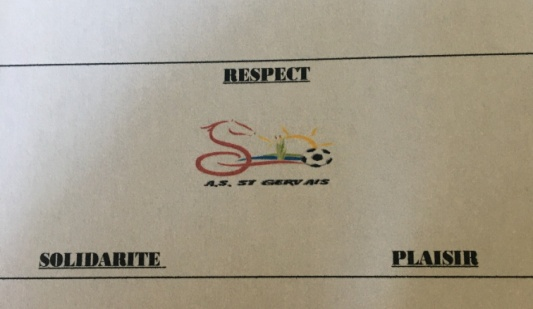 RESPECT
A.S. ST GERVAIS
SOLIDARITE PLAISIR